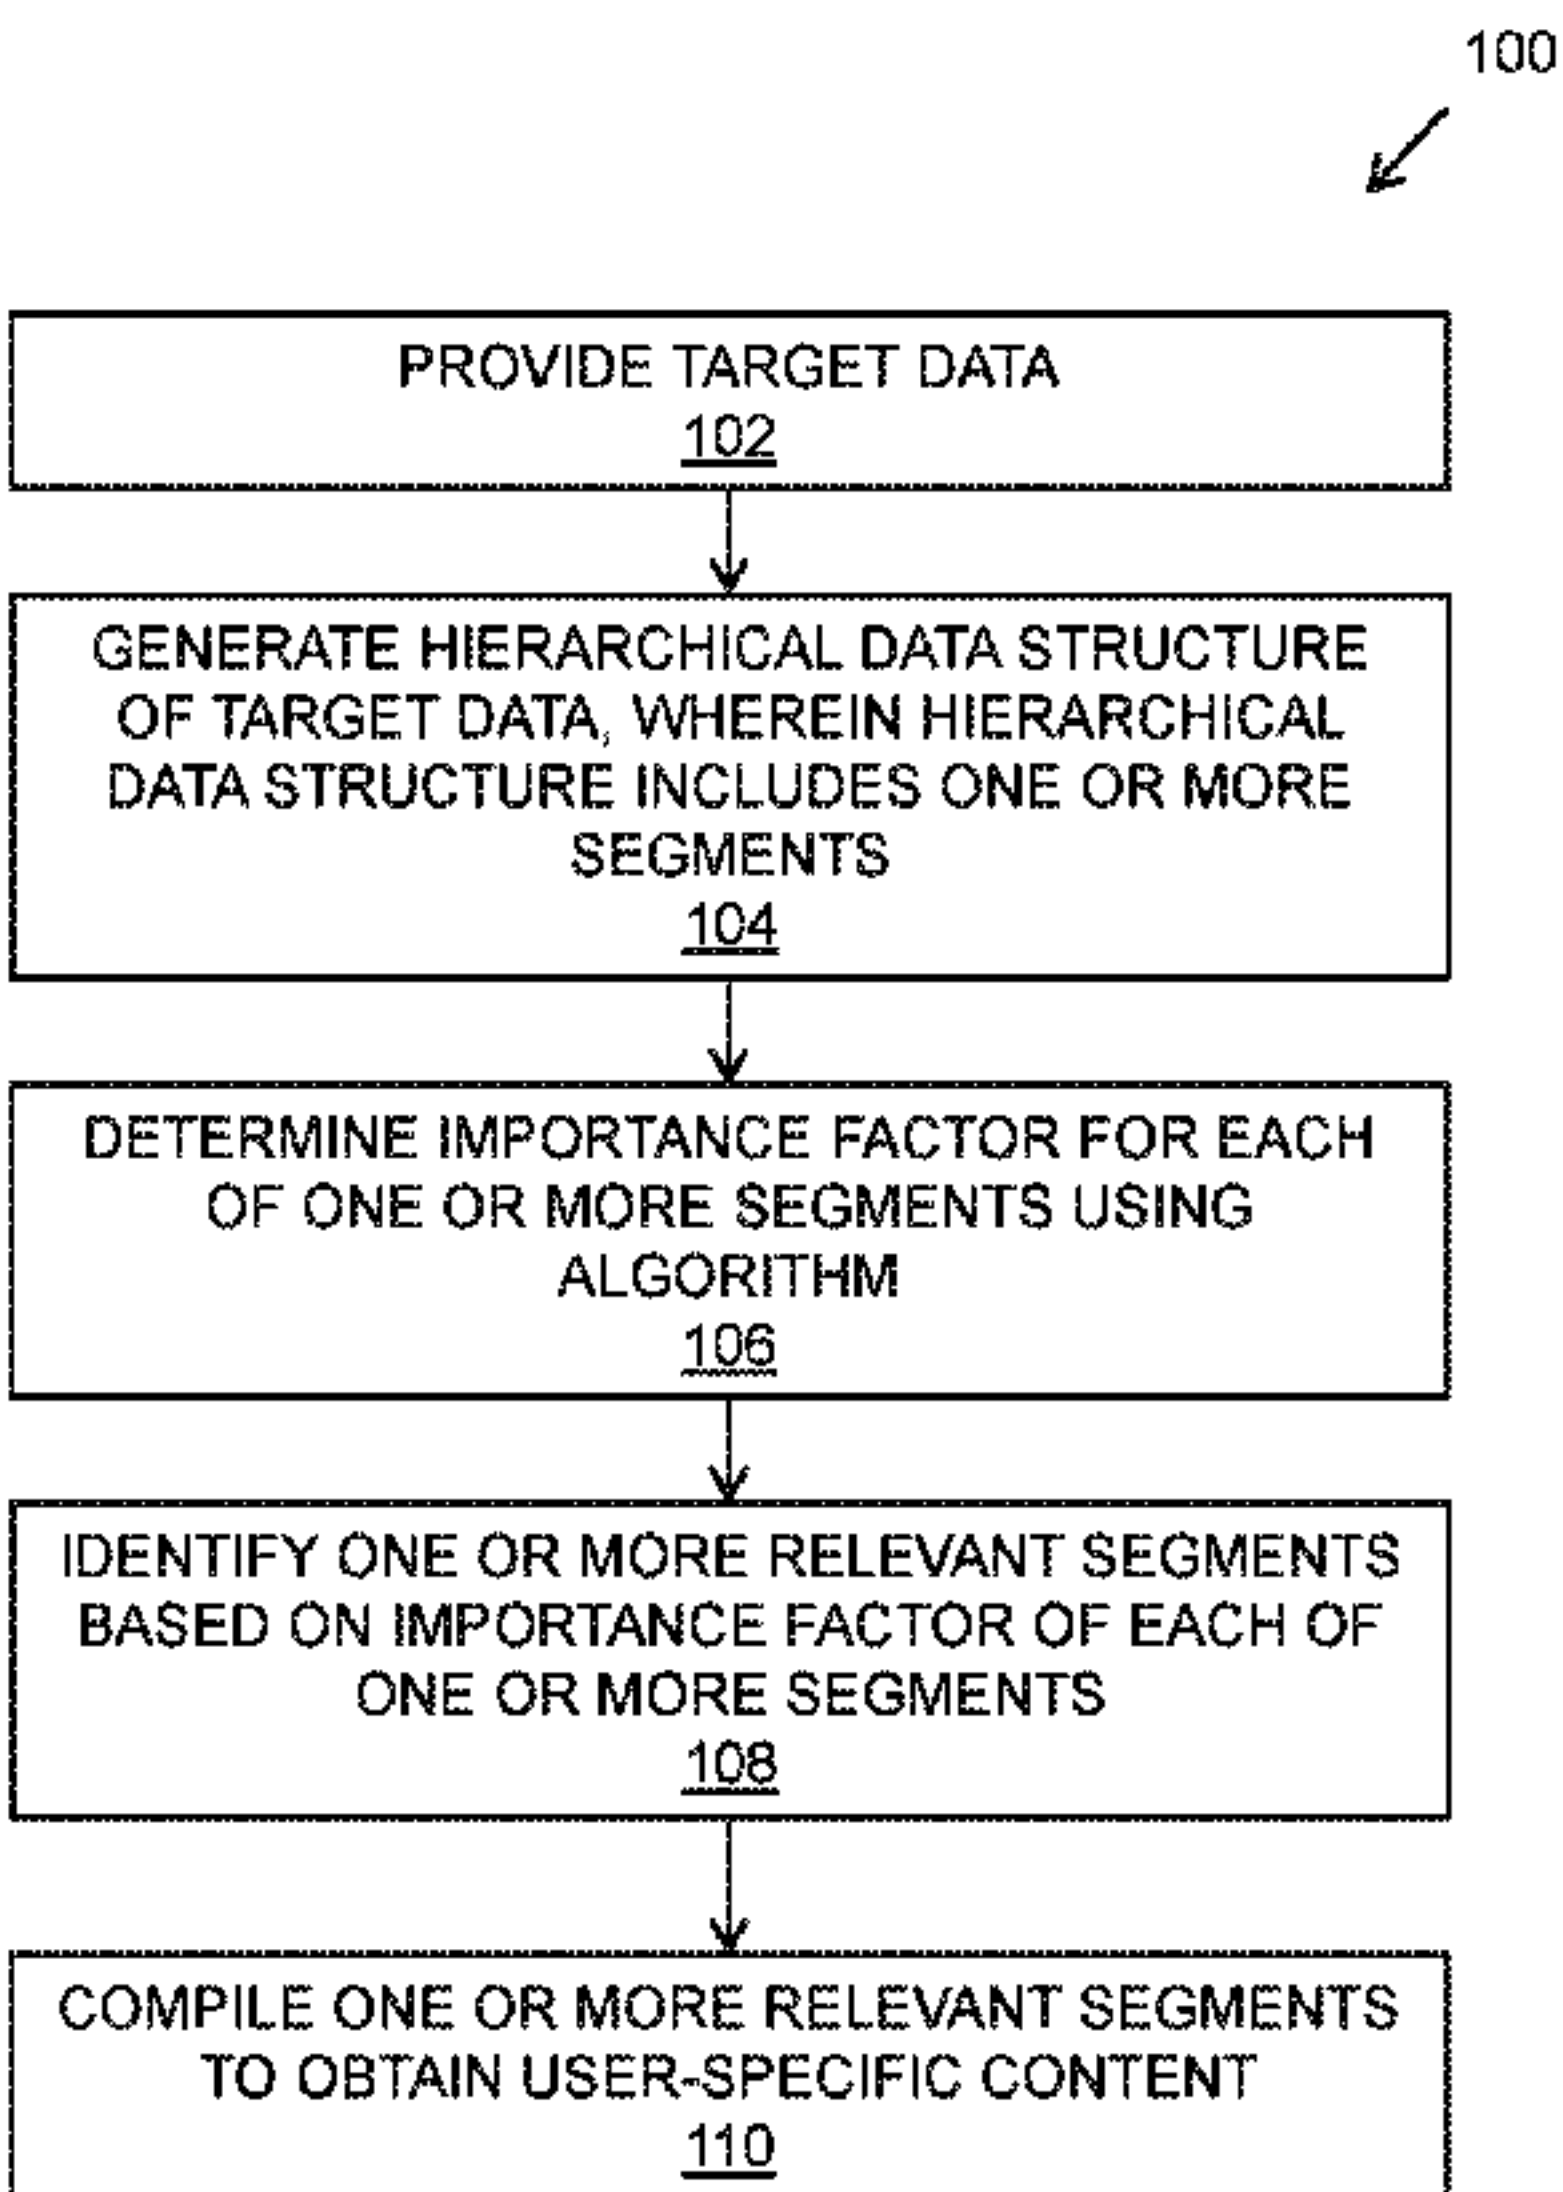 100
PROVIDE TARGET DATA
102
GENERATE HIERARCHICAL DATA STRUCTURE
OF TARGET DATA, WHEREIN HIERARCHICAL
DATA STRUCTURE INCLUDES ONE OR MORE
SEGMENTS
104
DETERMINE IMPORTANCE FACTOR FOR EACH
OF ONE OR MORE SEGMENTS USING
ALGORITHM
106
IDENTIFY ONE OR MORE RELEVANT SEGMENTS
BASED ON IMPORTANCE FACTOR OF EACH OF
ONE OR MORE SEGMENTS
108
COMPILE ONE OR MORE RELEVANT SEGMENTS
TO OBTAIN USER-SPECIFIC CONTENT
110